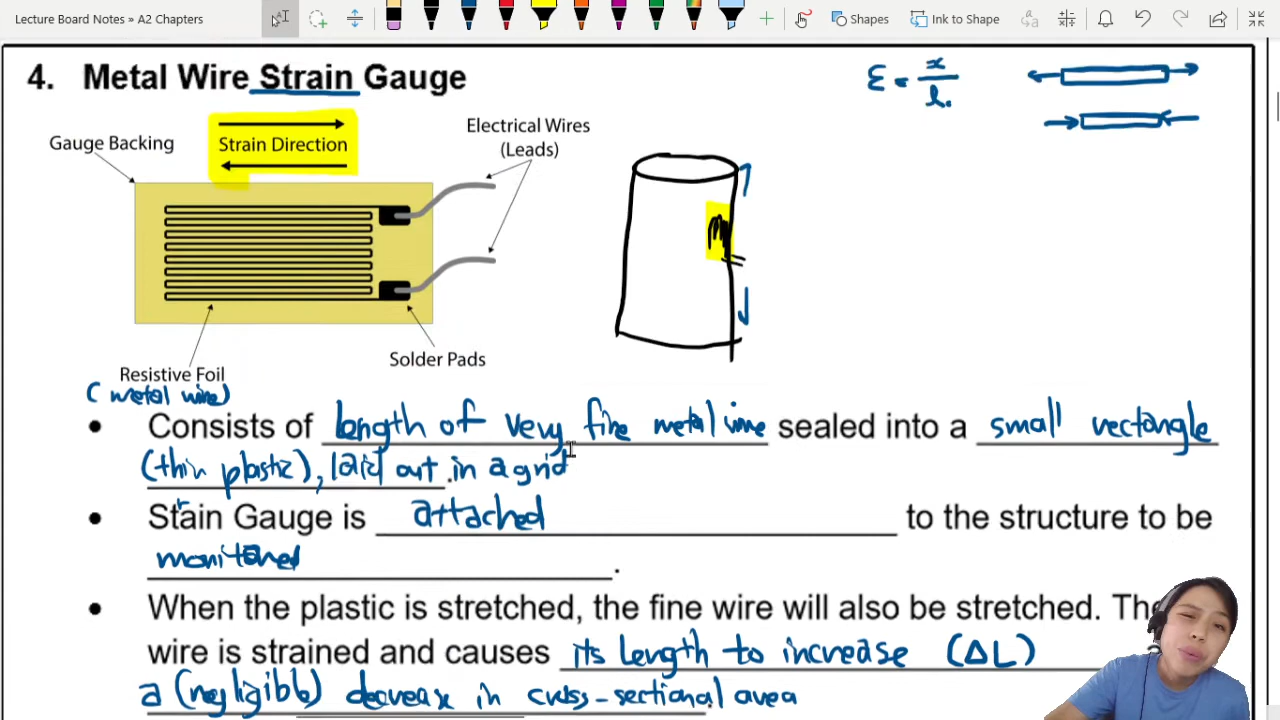 Lecture Board Notes » A2 Chapters
Shapes
Ink to Shape
4. Metal Wire Strain Gauge
ε = x / l.
Gauge Backing
Strain Direction
Electrical Wires
(Leads)
Resistive Foil
(metal wire)
Solder Pads
• Consists of length of very fine metal wire sealed into a small rectangle
(thin plastic), laid out in a grid.
• Strain Gauge is attached to the structure to be
monitored.
• When the plastic is stretched, the fine wire will also be stretched. The
wire is strained and causes its length to increase (ΔL)
a (negligible) decrease in cross-sectional area.